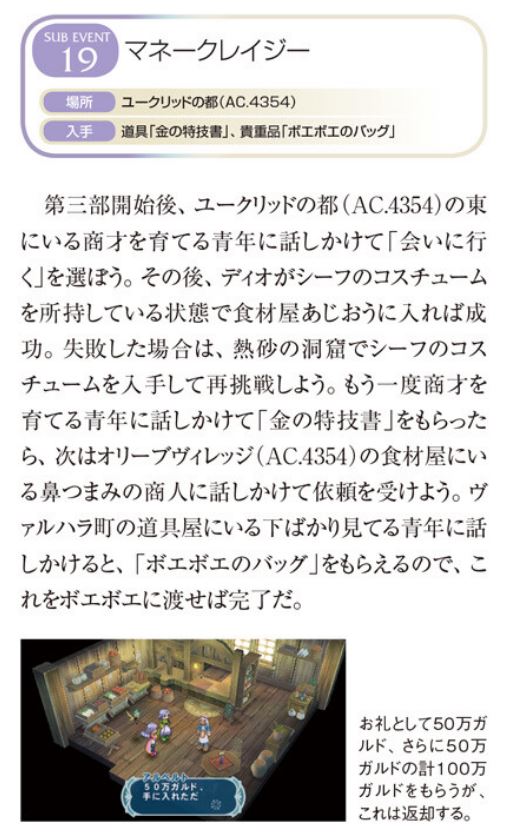 SUB EVENT
19
マネークレイジー
場所 ユークリッドの都(AC.4354)
入手 道具「金の特技書」、貴重品「ボエボエのバッグ」
第三部開始後、ユークリッドの都(AC.4354)の東
にいる商才を育てる青年に話しかけて「会いに行
く」を選ぼう。その後、ディオがシーフのコスチューム
を所持している状態で食材屋あじおうに入れば成
功。失敗した場合は、熱砂の洞窟でシーフのコス
チュームを入手して再挑戦しよう。もう一度商才を
育てる青年に話しかけて「金の特技書」をもらった
ら、次はオリーブヴィレッジ(AC.4354)の食材屋にい
る鼻つまみの商人に話しかけて依頼を受けよう。ヴ
ァルハラ町の道具屋にいる下ばかり見てる青年に話
しかけると、「ボエボエのバッグ」をもらえるので、こ
れをボエボエに渡せば完了だ。
アルベルト
50万ガルド、
手に入れただ
お礼として50万ガ
ルド、さらに50万
ガルドの計100万
ガルドをもらうが、
これは返却する。